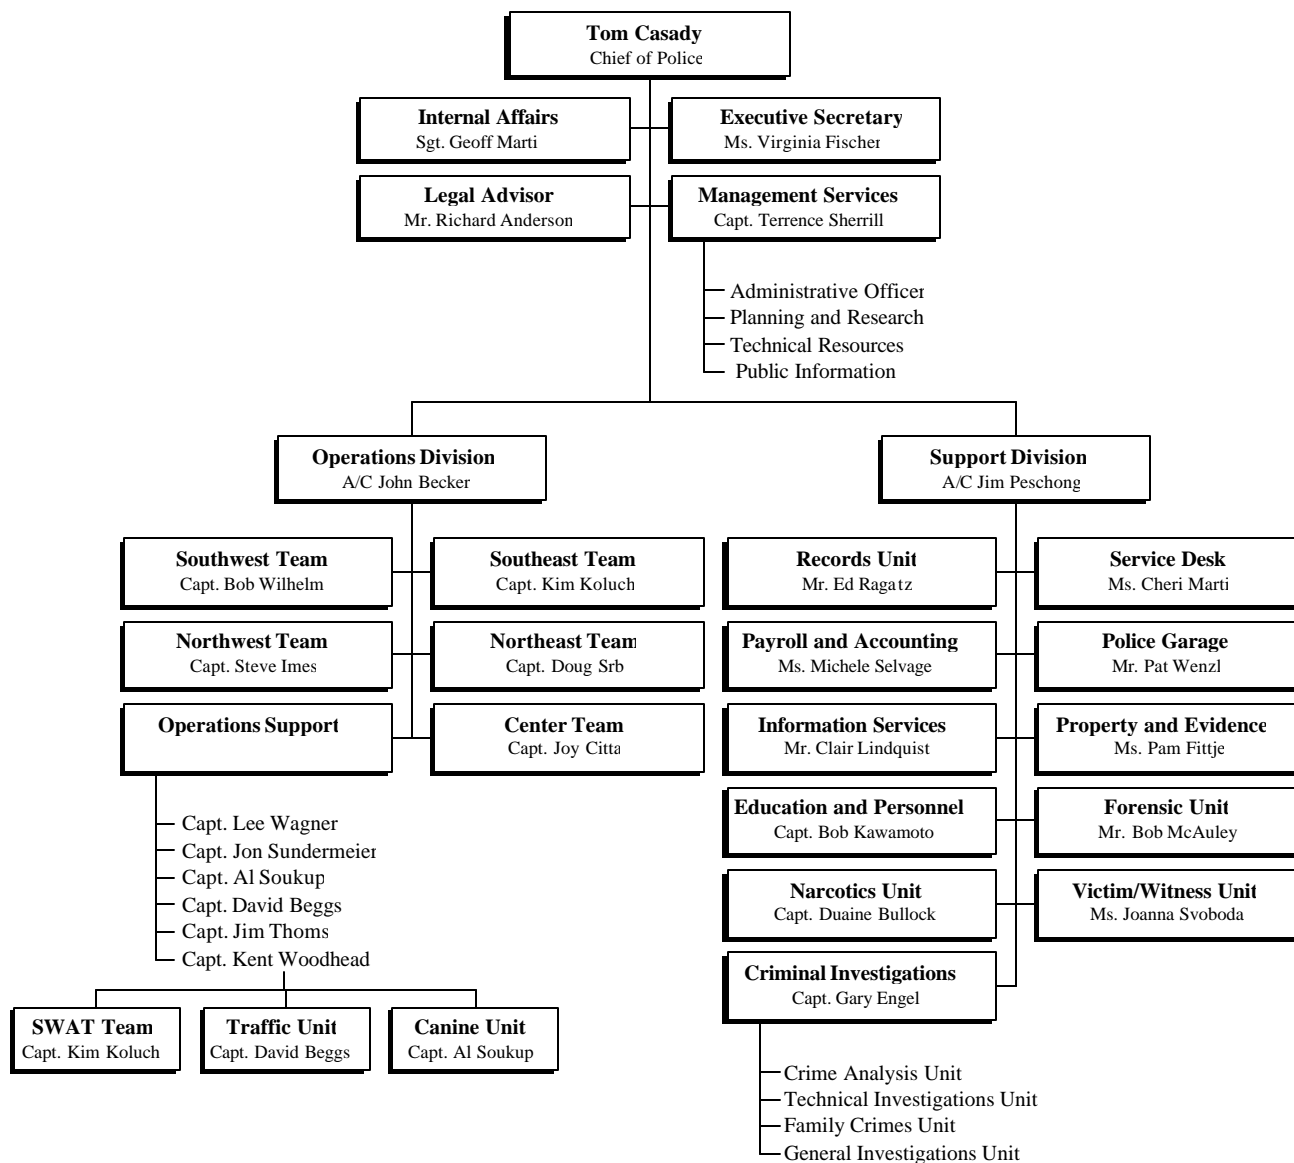 Tom Casady
Chief of Police
Internal Affairs
Sgt. Geoff Marti
Executive Secretary
Ms. Virginia Fischer
Legal Advisor
Mr. Richard Anderson
Management Services
Capt. Terrence Sherrill
Administrative Officer
Planning and Research
Technical Resources
Public Information
Operations Division
A/C John Becker
Support Division
A/C Jim Peschong
Southwest Team
Capt. Bob Wilhelm
Southeast Team
Capt. Kim Koluch
Northwest Team
Capt. Steve Imes
Northeast Team
Capt. Doug Srb
Operations Support
Center Team
Capt. Joy Citta
Capt. Lee Wagner
Capt. Jon Sundermeier
Capt. Al Soukup
Capt. David Beggs
Capt. Jim Thoms
Capt. Kent Woodhead
SWAT Team
Capt. Kim Koluch
Traffic Unit
Capt. David Beggs
Canine Unit
Capt. Al Soukup
Records Unit
Mr. Ed Ragatz
Service Desk
Ms. Cheri Marti
Payroll and Accounting
Ms. Michele Selvage
Police Garage
Mr. Pat Wenzl
Information Services
Mr. Clair Lindquist
Property and Evidence
Ms. Pam Fittje
Education and Personnel
Capt. Bob Kawamoto
Forensic Unit
Mr. Bob McAuley
Narcotics Unit
Capt. Duaine Bullock
Victim/Witness Unit
Ms. Joanna Svoboda
Criminal Investigations
Capt. Gary Engel
Crime Analysis Unit
Technical Investigations Unit
Family Crimes Unit
General Investigations Unit